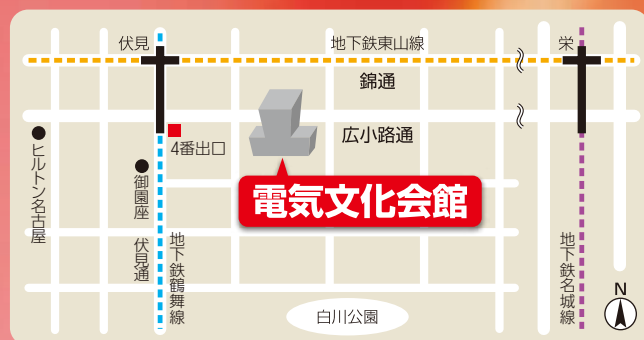 伏見
地下鉄東山線
栄
錦通
広小路通
4番出口
ヒルトン名古屋
御園座
電気文化会館
伏見通
地下鉄鶴舞線
地下鉄名城線
白川公園
N